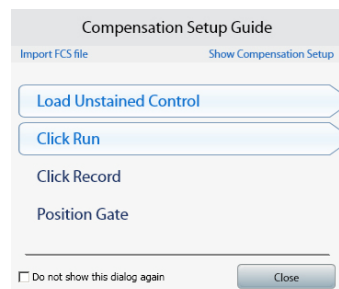 Compensation Setup Guide
Import FCS file Show Compensation Setup
Load Unstained Control
Click Run
Click Record
Position Gate
Do not show this dialog again Close